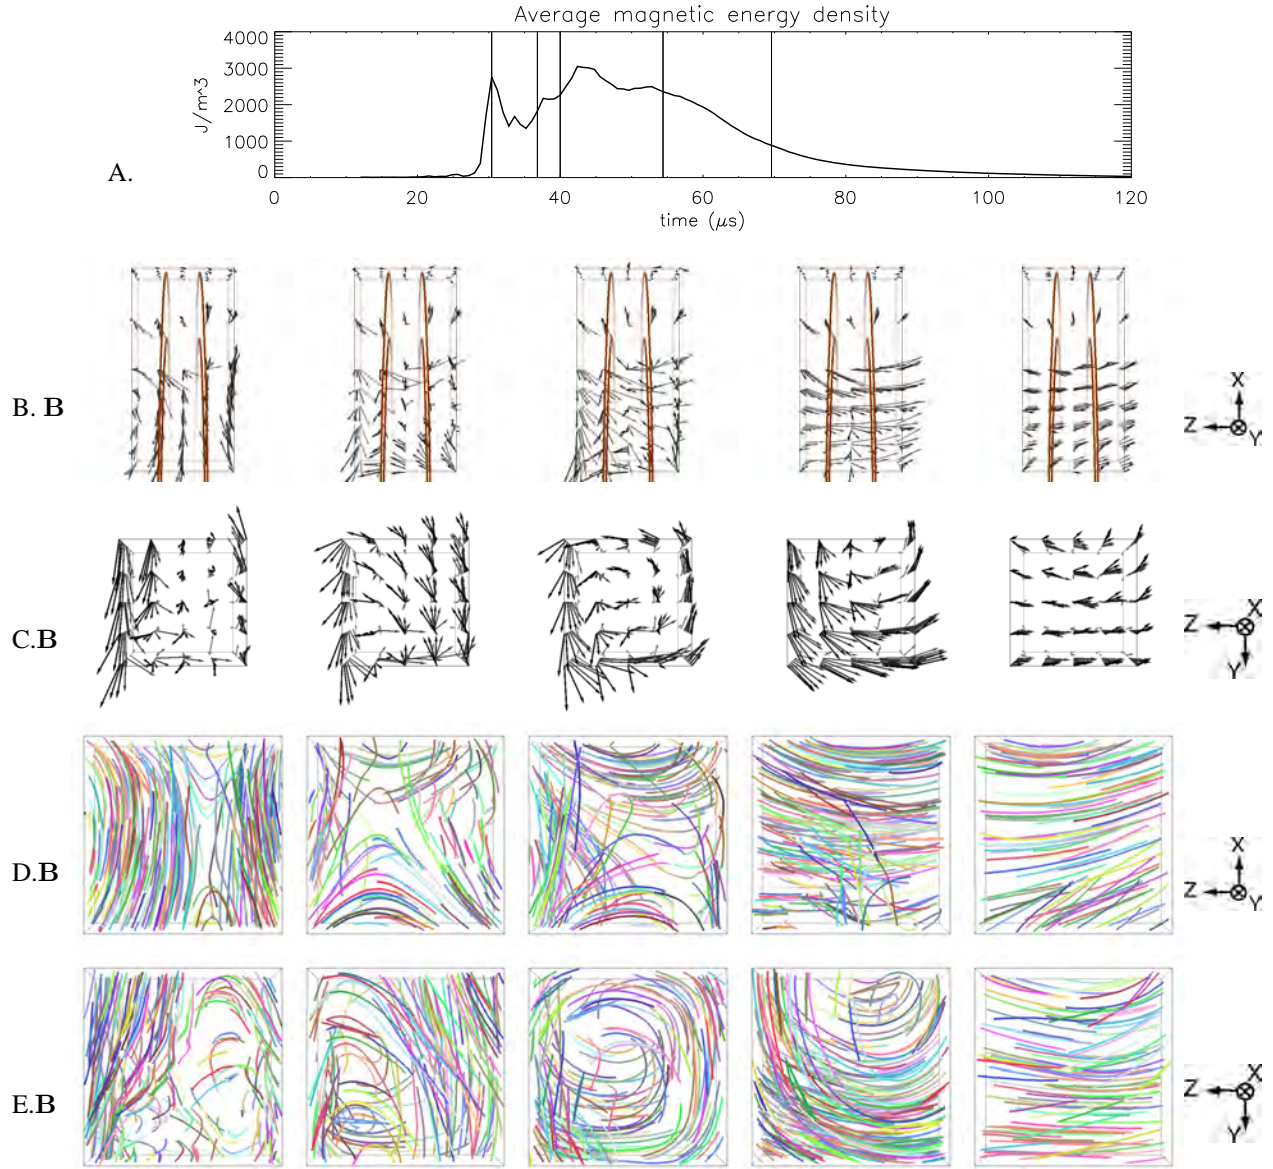 Average magnetic energy density
4000
3000
2000
1000
0
J/m^3
A.
0 20 40 60 80 100 120
time (μs)
B. B
X
Z
Y
C.B
X
Z
Y
D.B
X
Z
Y
E.B
X
Z
Y